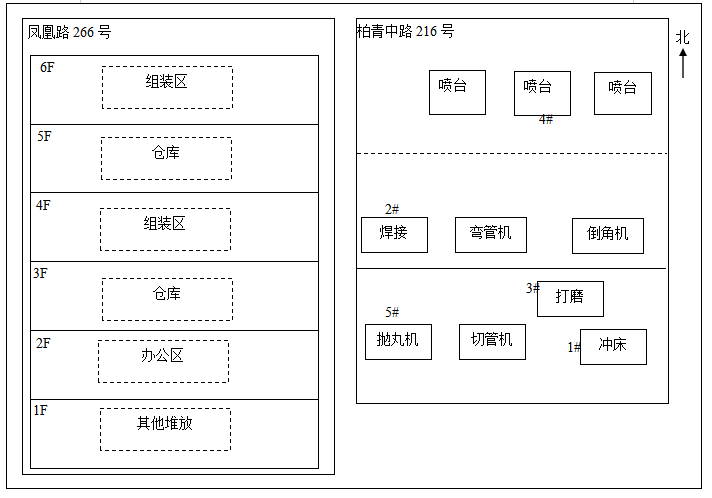 凤凰路 266 号
6F
组装区
5F
仓库
4F
组装区
3F
仓库
2F
办公区
1F
其他堆放
柏青中路 216 号
北
喷台
喷台
喷台
4#
2#
焊接
弯管机
倒角机
3#
打磨
5#
抛丸机
切管机
1#
冲床